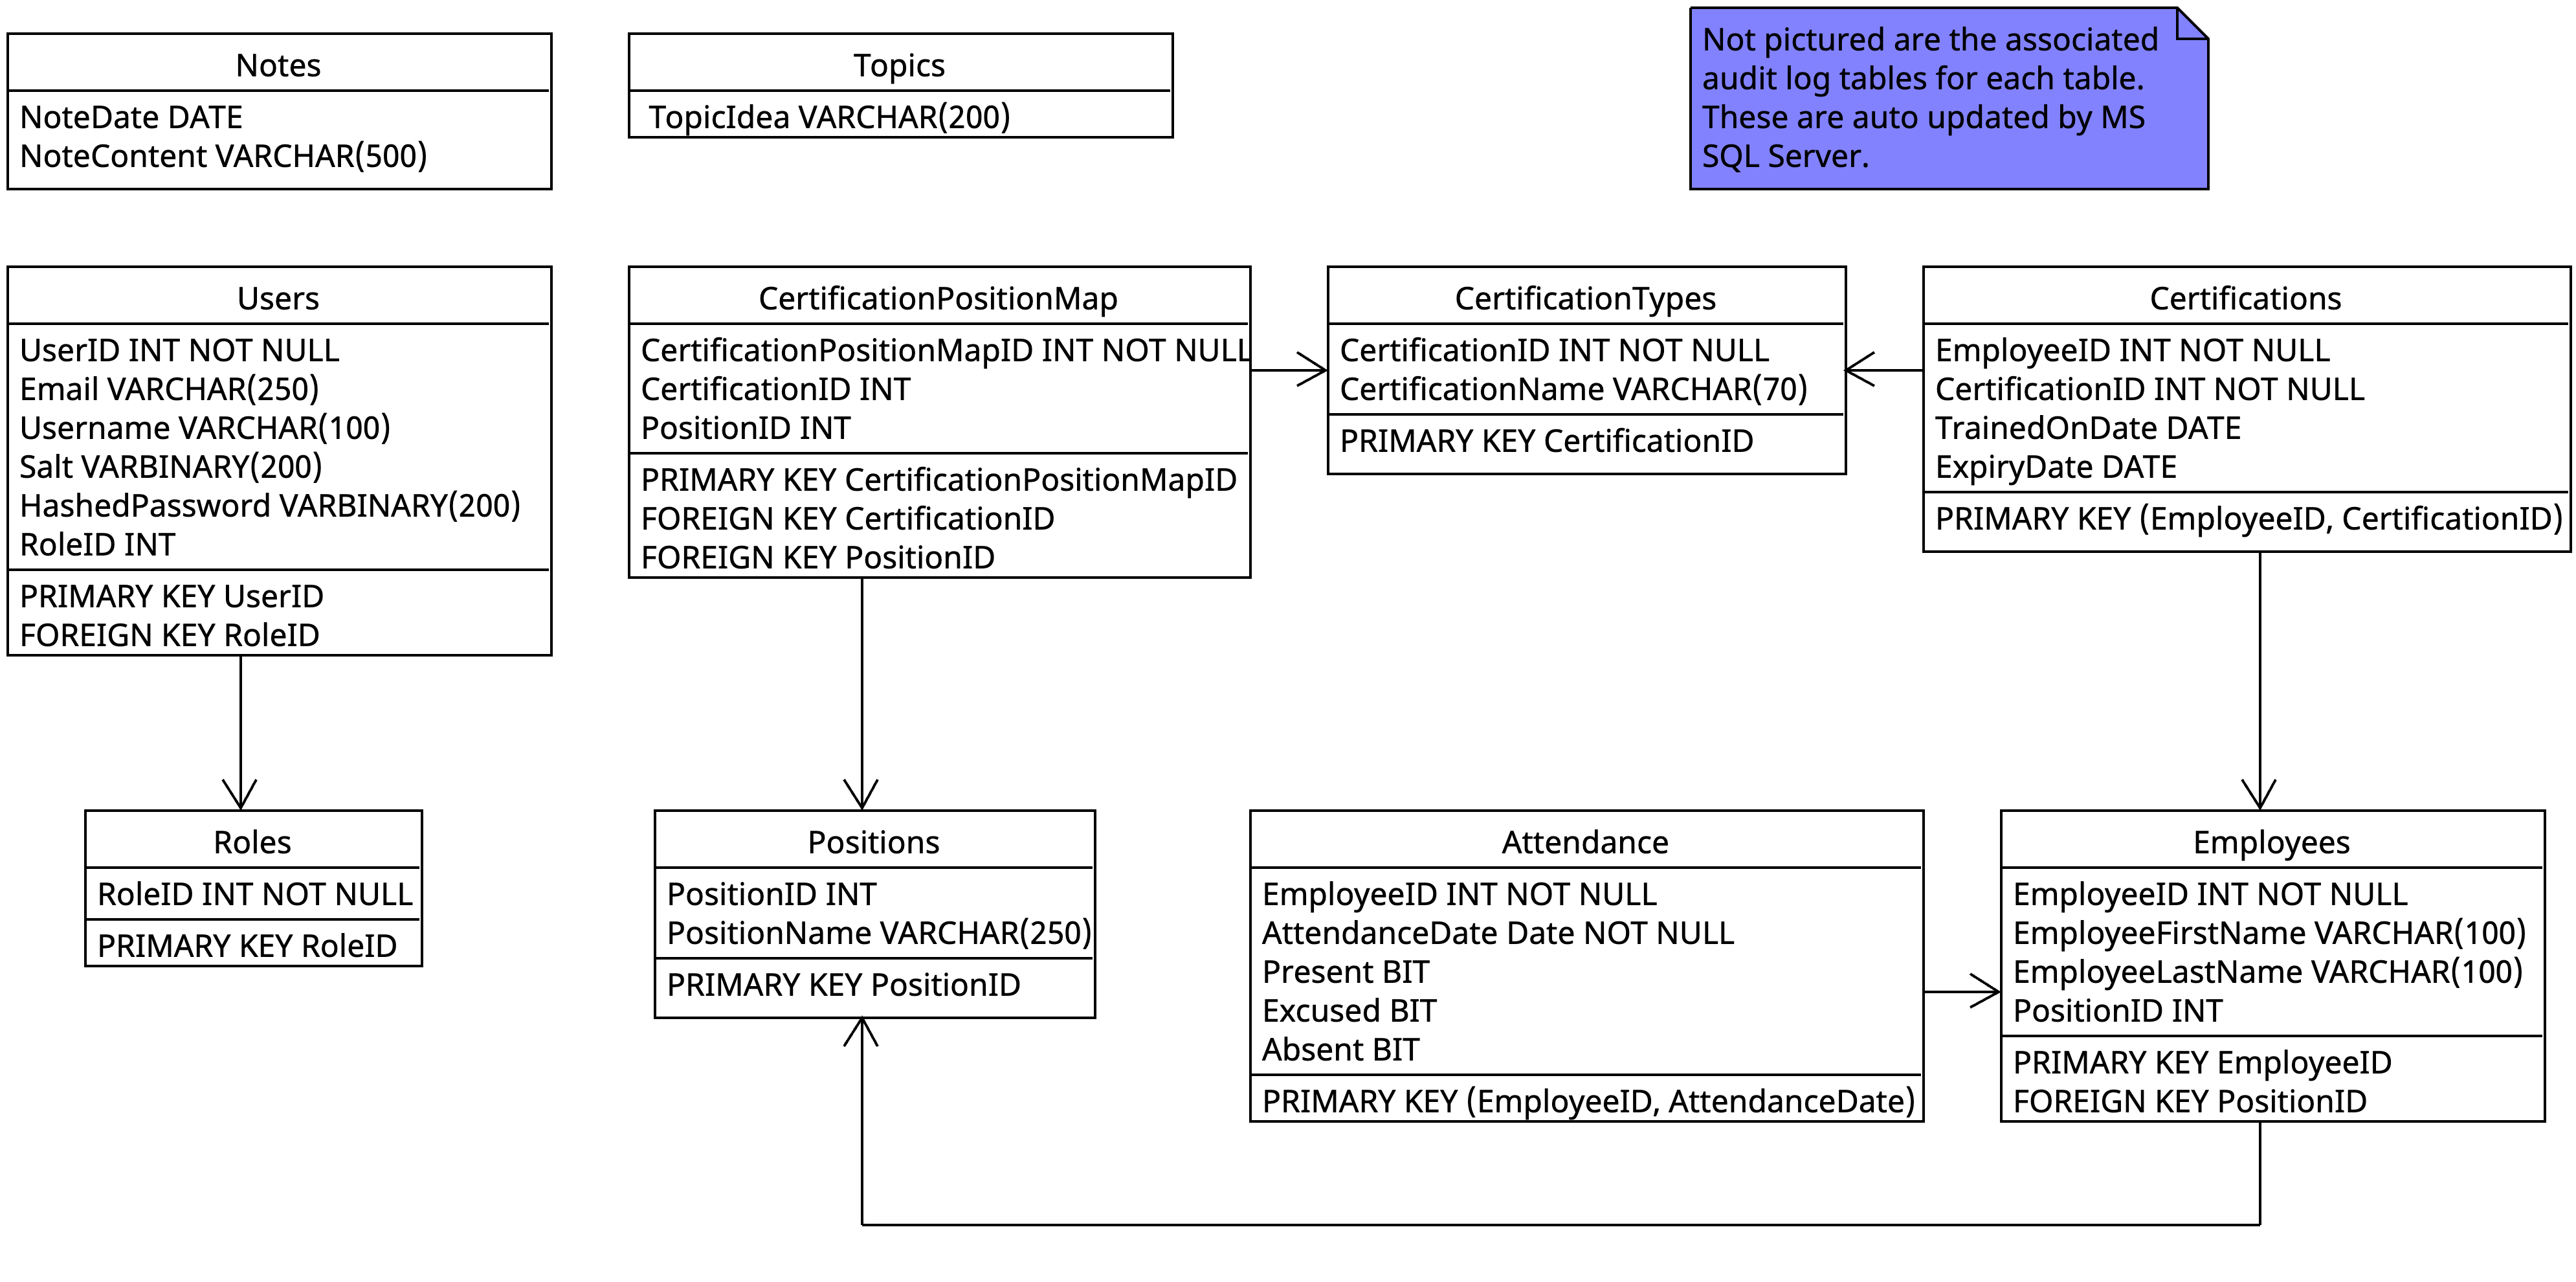 Notes
NoteDate DATE
NoteContent VARCHAR(500)
Topics
TopicIdea VARCHAR(200)
Not pictured are the associated
audit log tables for each table.
These are auto updated by MS
SQL Server.
Users
UserID INT NOT NULL
Email VARCHAR(250)
Username VARCHAR(100)
Salt VARBINARY(200)
HashedPassword VARBINARY(200)
RoleID INT
PRIMARY KEY UserID
FOREIGN KEY RoleID
CertificationPositionMap
CertificationPositionMapID INT NOT NULL
CertificationID INT
PositionID INT
PRIMARY KEY CertificationPositionMapID
FOREIGN KEY CertificationID
FOREIGN KEY PositionID
CertificationTypes
CertificationID INT NOT NULL
CertificationName VARCHAR(70)
PRIMARY KEY CertificationID
Certifications
EmployeeID INT NOT NULL
CertificationID INT NOT NULL
TrainedOnDate DATE
ExpiryDate DATE
PRIMARY KEY (EmployeeID, CertificationID)
Roles
RoleID INT NOT NULL
PRIMARY KEY RoleID
Positions
PositionID INT
PositionName VARCHAR(250)
PRIMARY KEY PositionID
Attendance
EmployeeID INT NOT NULL
AttendanceDate Date NOT NULL
Present BIT
Excused BIT
Absent BIT
PRIMARY KEY (EmployeeID, AttendanceDate)
Employees
EmployeeID INT NOT NULL
EmployeeFirstName VARCHAR(100)
EmployeeLastName VARCHAR(100)
PositionID INT
PRIMARY KEY EmployeeID
FOREIGN KEY PositionID